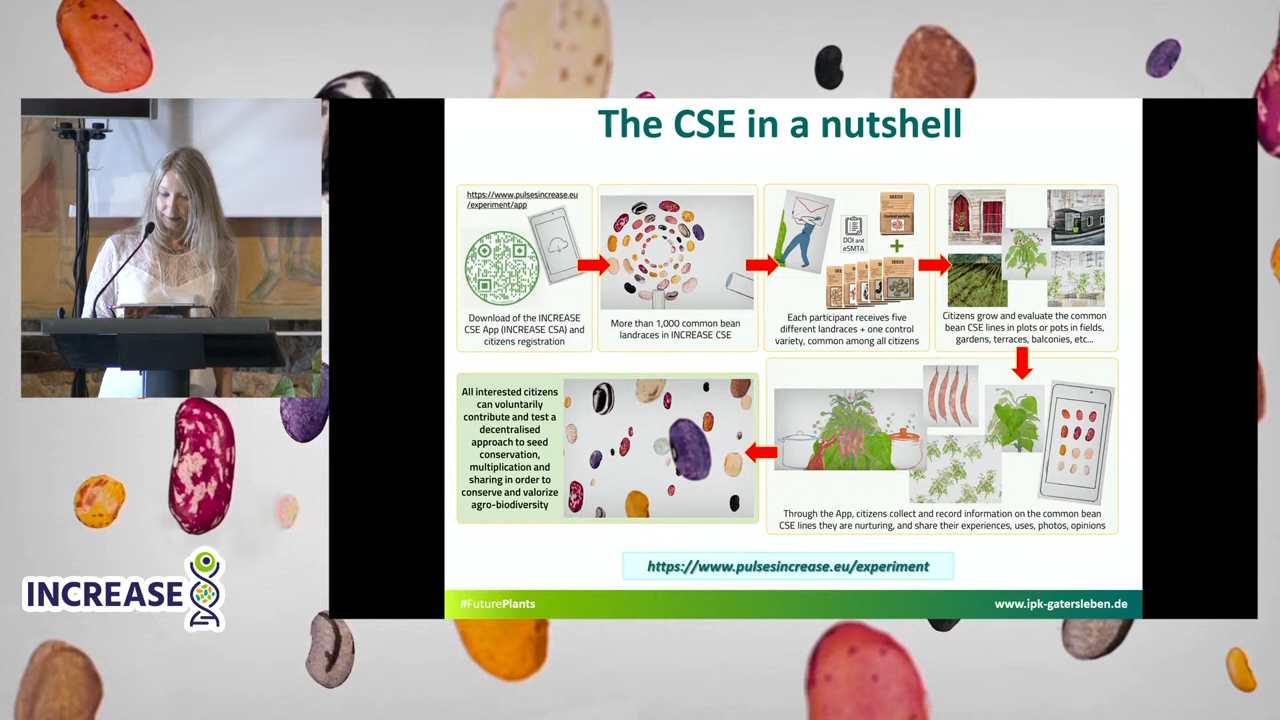 The CSE in a nutshell
https://www.pulsesincrease.eu
/experiment/app
Download of the INCREASE
CSE App (INCREASE CSA) and
citizens registration
More than 1,000 common bean
landraces in INCREASE CSE
DOI and
eSMTA
SEEDS
Control variety
+
SEEDS
Each participant receives five
different landraces + one control
variety, common among all citizens
Citizens grow and evaluate the common
bean CSE lines in plots or pots in fields,
gardens, terraces, balconies, etc...
All interested citizens
can voluntarily
contribute and test a
decentralised
approach to seed
conservation,
multiplication and
sharing in order to
conserve and valorize
agro-biodiversity
Through the App, citizens collect and record information on the common bean
CSE lines they are nurturing, and share their experiences, uses, photos, opinions
https://www.pulsesincrease.eu/experiment
#FuturePlants
www.ipk-gatersleben.de
INCREASE